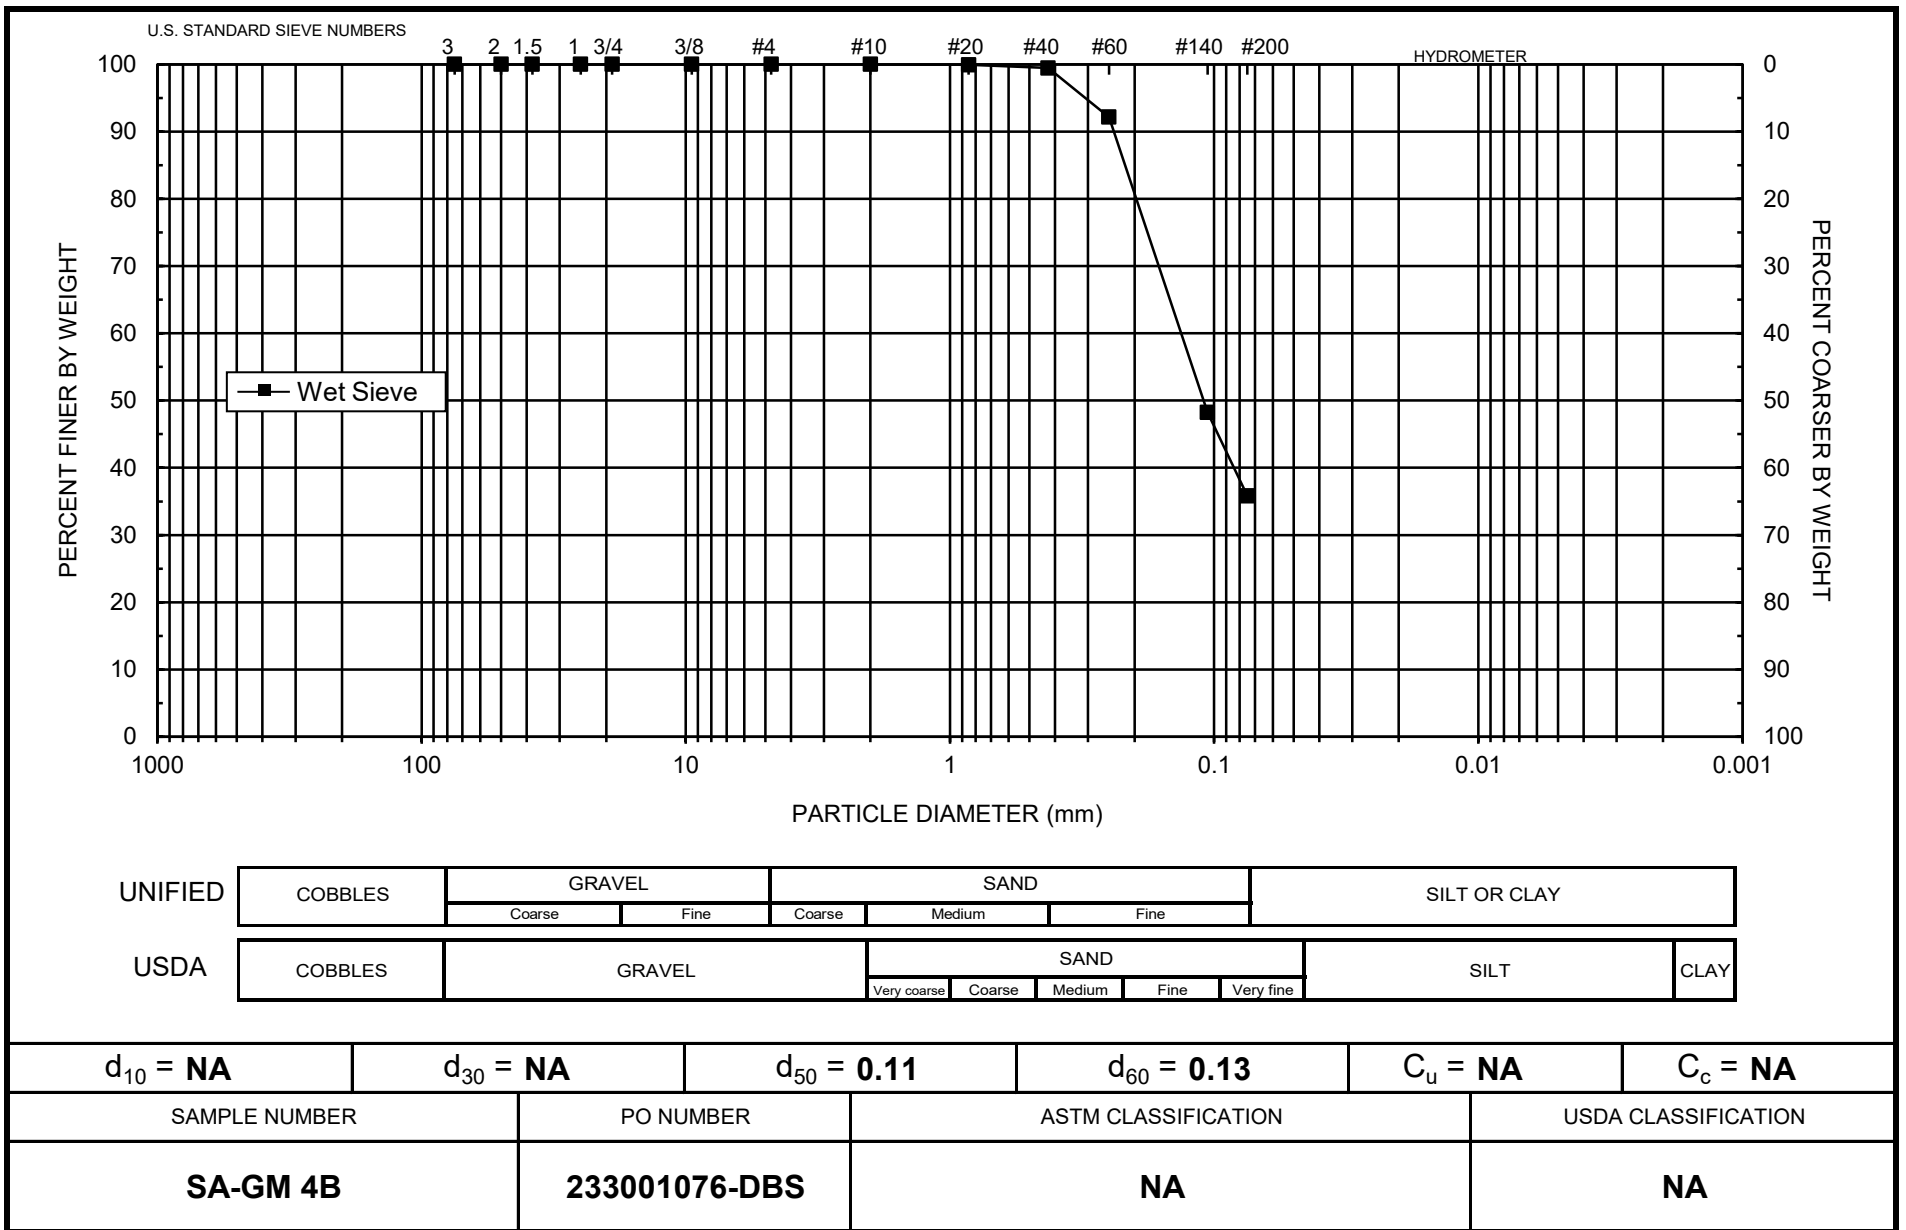 U.S. STANDARD SIEVE NUMBERS
3 2 1.5 1 3/4 3/8 #4 #10 #20 #40 #60 #140 #200
HYDROMETER
100 0
90 10
80 20
70 30
60 40
50 50
40 60
30 70
20 80
10 90
0 100
PERCENT FINER BY WEIGHT
PERCENT COARSER BY WEIGHT
Wet Sieve
1000 100 10 1 0.1 0.01 0.001
PARTICLE DIAMETER (mm)
UNIFIED COBBLES GRAVEL SAND SILT OR CLAY
Coarse Fine Coarse Medium Fine
USDA COBBLES GRAVEL SAND SILT CLAY
Very coarse Coarse Medium Fine Very fine
d10 = NA d30 = NA d50 = 0.11 d60 = 0.13 Cu = NA Cc = NA
SAMPLE NUMBER PO NUMBER ASTM CLASSIFICATION USDA CLASSIFICATION
SA-GM 4B 233001076-DBS NA NA